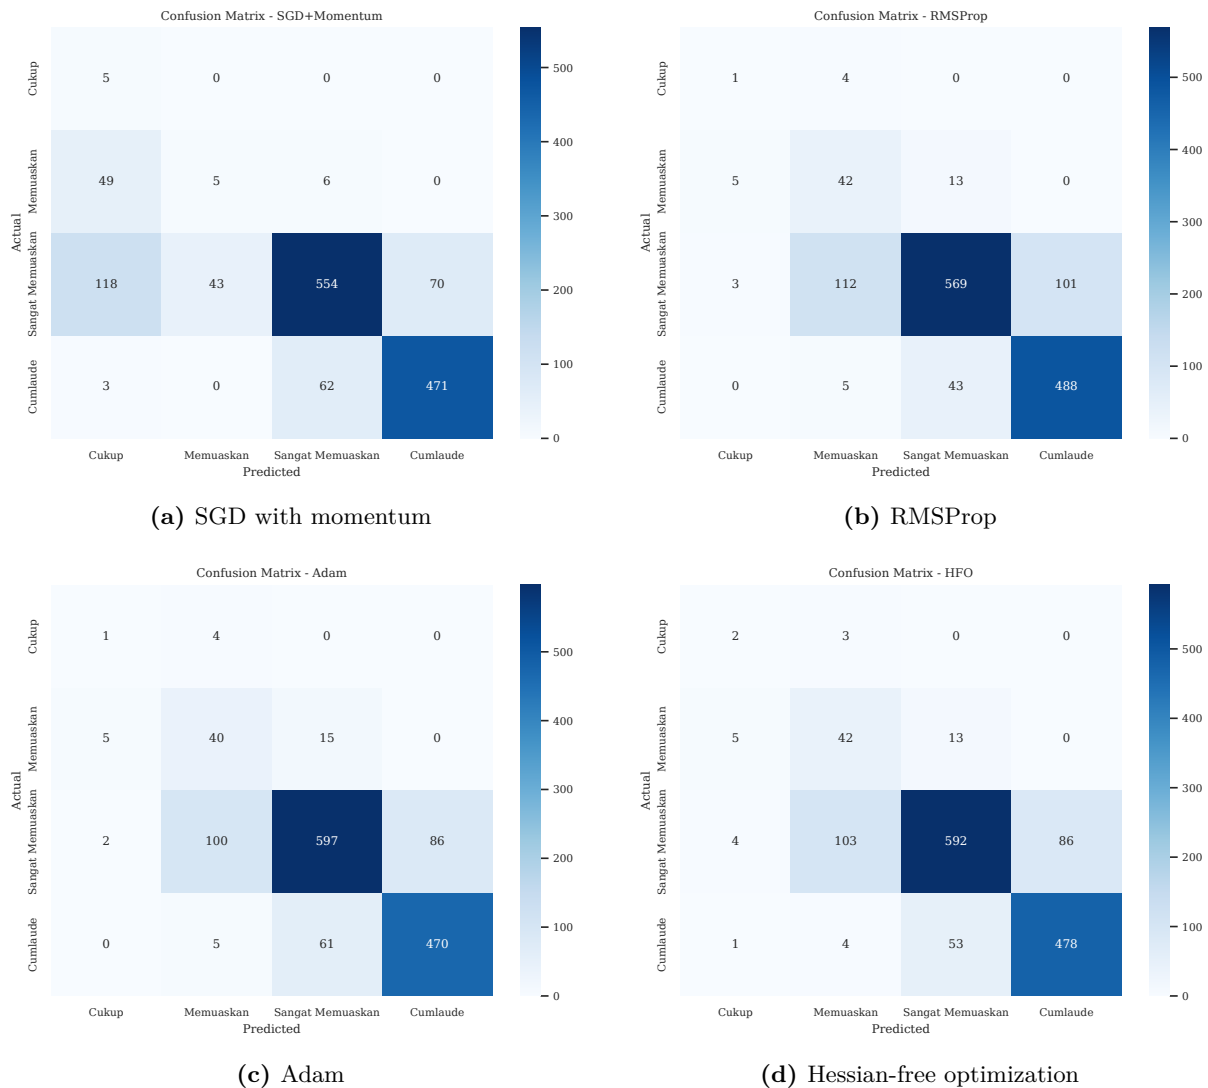 Confusion Matrix - SGD+Momentum
Actual
Cukup
Memuaskan
Sangat Memuaskan
Cumlaude
5 0 0 0
49 5 6 0
118 43 554 70
3 0 62 471
Cukup Memuaskan Sangat Memuaskan Cumlaude
Predicted
500
400
300
200
100
0
(a) SGD with momentum
Confusion Matrix - RMSProp
Actual
Cukup
Memuaskan
Sangat Memuaskan
Cumlaude
1 4 0 0
5 42 13 0
3 112 569 101
0 5 43 488
Cukup Memuaskan Sangat Memuaskan Cumlaude
Predicted
500
400
300
200
100
0
(b) RMSProp
Confusion Matrix - Adam
Actual
Cukup
Memuaskan
Sangat Memuaskan
Cumlaude
1 4 0 0
5 40 15 0
2 100 597 86
0 5 61 470
Cukup Memuaskan Sangat Memuaskan Cumlaude
Predicted
500
400
300
200
100
0
(c) Adam
Confusion Matrix - HFO
Actual
Cukup
Memuaskan
Sangat Memuaskan
Cumlaude
2 3 0 0
5 42 13 0
4 103 592 86
1 4 53 478
Cukup Memuaskan Sangat Memuaskan Cumlaude
Predicted
500
400
300
200
100
0
(d) Hessian-free optimization